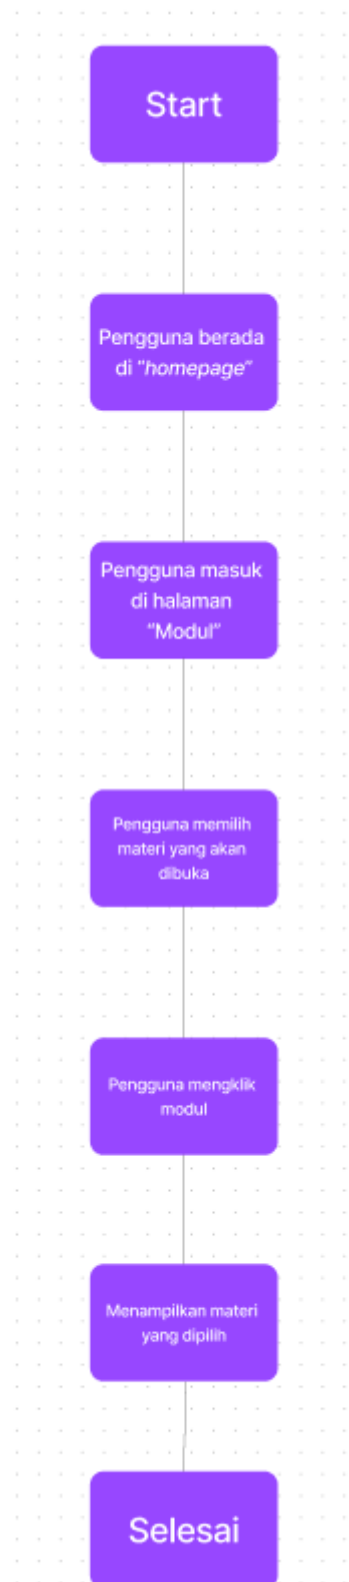 Start
Pengguna berada
di "homepage"
Pengguna masuk
di halaman
"Modul"
Pengguna memilih
materi yang akan
dibuka
Pengguna mengklik
modul
Menampilkan materi
yang dipilih
Selesai